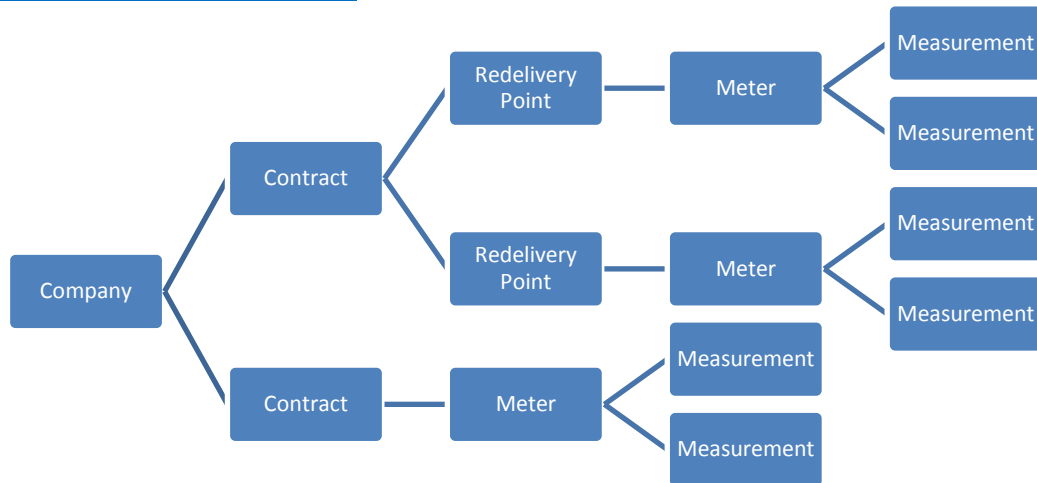 Measurement
Redelivery
Point
Meter
Measurement
Contract
Measurement
Redelivery
Point
Meter
Company
Measurement
Measurement
Contract
Meter
Measurement